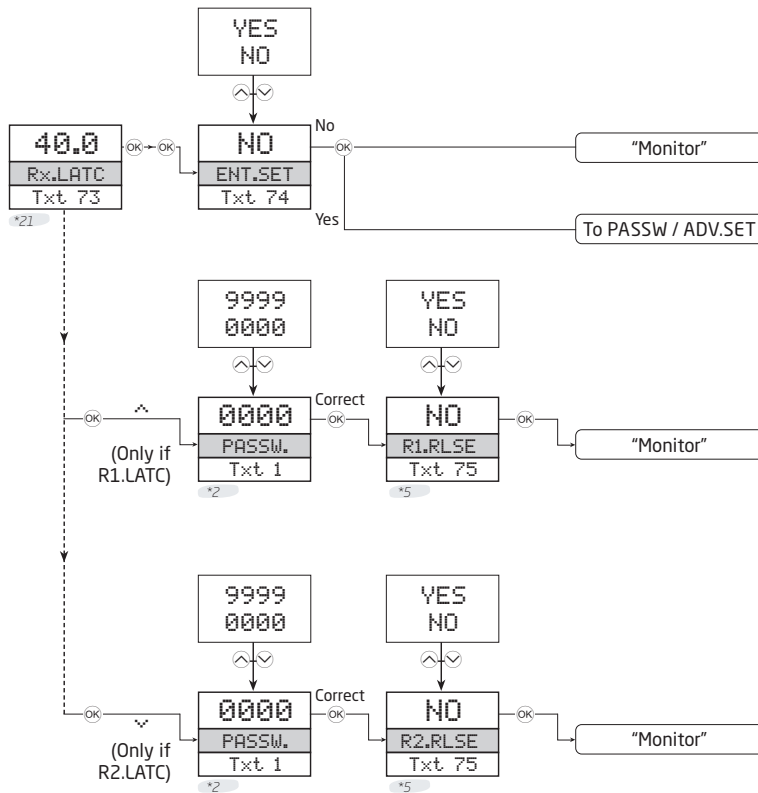 YES
NO
40.0
Rx.LATC
Txt 73
*21
OK
OK
NO
ENT.SET
Txt 74
No
OK
"Monitor"
Yes
To PASSW / ADV.SET
9999
0000
YES
NO
OK
(Only if
R1.LATC)
0000
PASSW.
Txt 1
*2
Correct
OK
NO
R1.RLSE
Txt 75
*5
OK
"Monitor"
9999
0000
YES
NO
OK
(Only if
R2.LATC)
0000
PASSW.
Txt 1
*2
Correct
OK
NO
R2.RLSE
Txt 75
*5
OK
"Monitor"